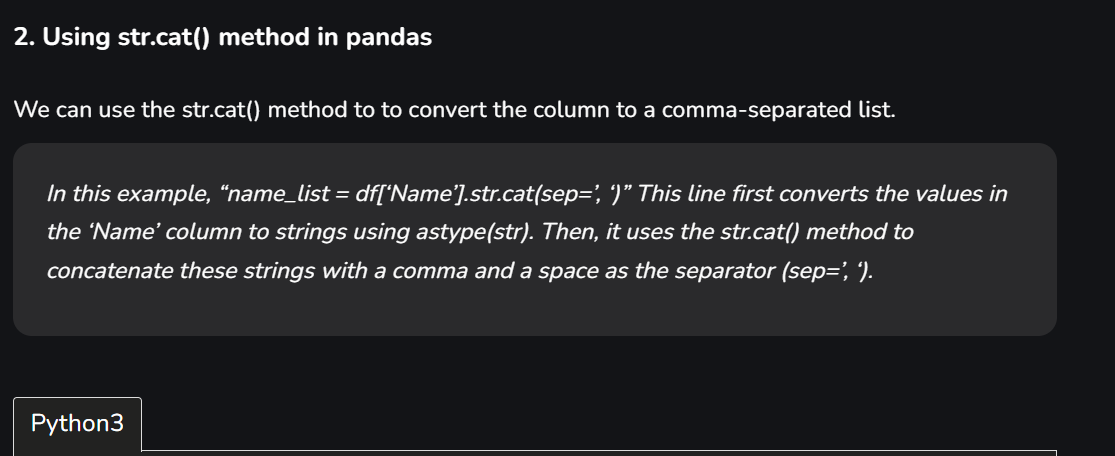 2. Using str.cat() method in pandas
We can use the str.cat() method to to convert the column to a comma-separated list.
In this example, “name_list = df[‘Name’].str.cat(sep=’, ‘)” This line first converts the values in
the ‘Name’ column to strings using astype(str). Then, it uses the str.cat() method to
concatenate these strings with a comma and a space as the separator (sep=’, ‘).
Python3